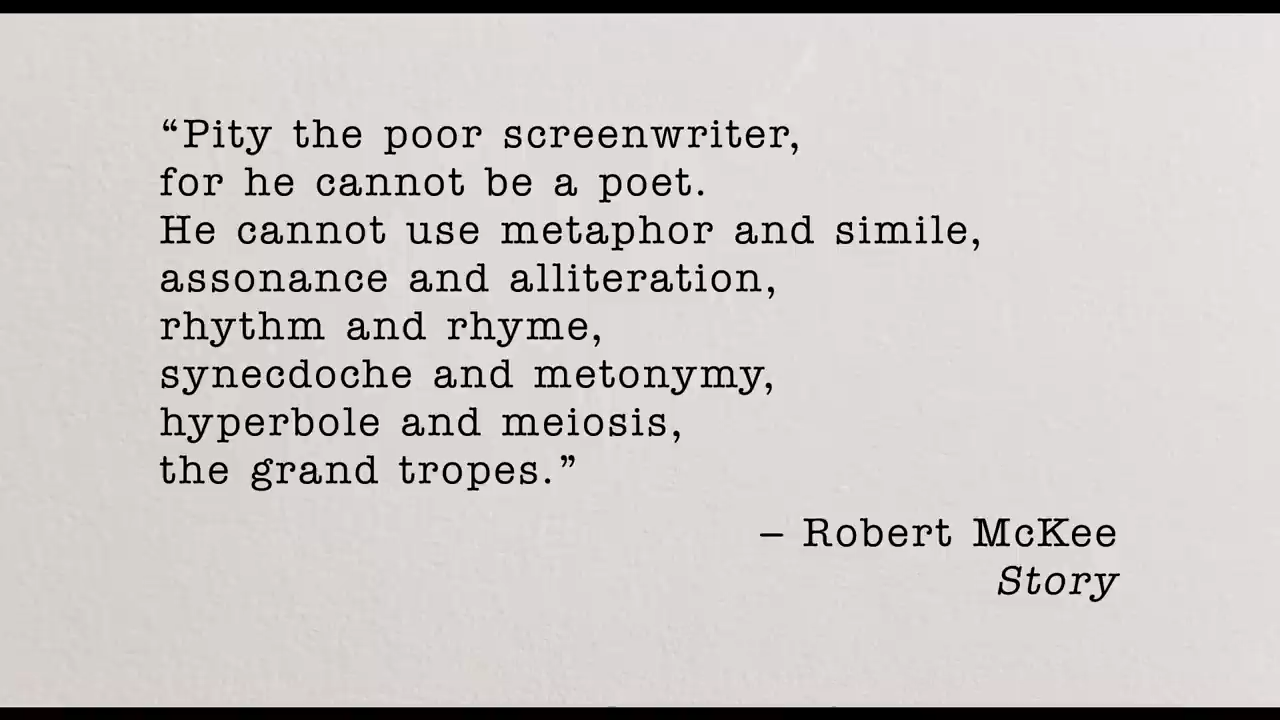 “Pity the poor screenwriter,
for he cannot be a poet.
He cannot use metaphor and simile,
assonance and alliteration,
rhythm and rhyme,
synecdoche and metonymy,
hyperbole and meiosis,
the grand tropes.”
– Robert McKee
Story